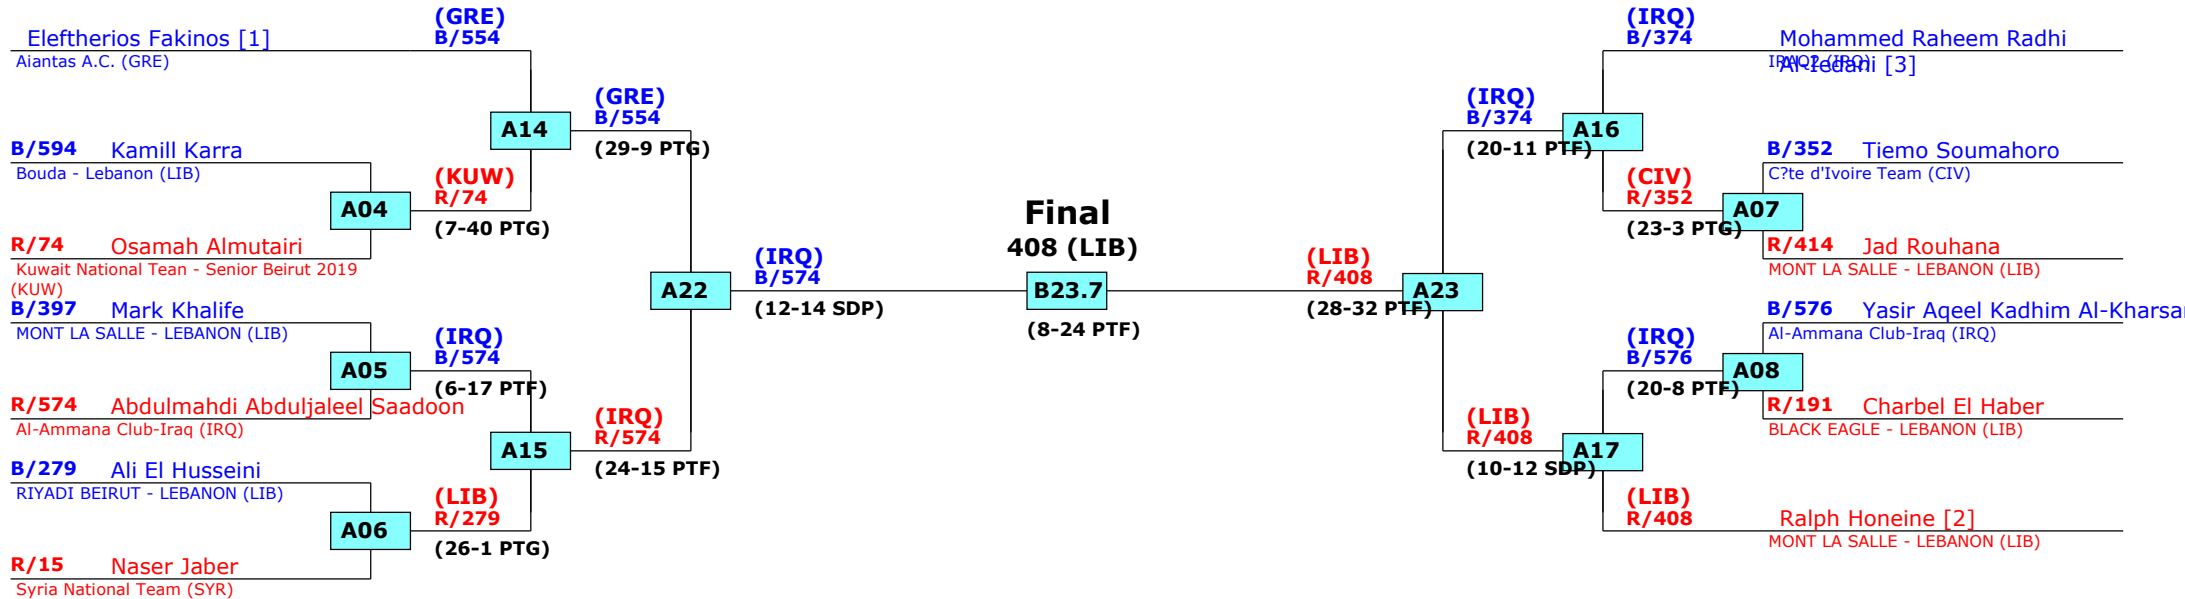 (GRE)
B/554
Eleftherios Fakinos [1]
Aiantas A.C. (GRE)
(GRE)
B/554
A14
(29-9 PTG)
B/594 Kamill Karra
Bouda - Lebanon (LIB)
(KUW)
R/74
A04
(7-40 PTG)
R/74 Osamah Almutairi
Kuwait National Tean - Senior Beirut 2019
(KUW)
B/397 Mark Khalife
MONT LA SALLE - LEBANON (LIB)
(IRQ)
B/574
A22
(12-14 SDP)
(IRQ)
B/574
A05
(6-17 PTF)
R/574 Abdulmahdi Abduljaleel Saadoon
Al-Ammana Club-Iraq (IRQ)
(IRQ)
R/574
A15
(24-15 PTF)
B/279 Ali El Husseini
RIYADI BEIRUT - LEBANON (LIB)
(LIB)
R/279
A06
(26-1 PTG)
R/15 Naser Jaber
Syria National Team (SYR)
Final
408 (LIB)
B23.7
(8-24 PTF)
(IRQ)
B/374
Mohammed Raheem Radhi
Al-Iedani [3]
IRAQ2 (IRQ)
(IRQ)
B/374
A16
(20-11 PTF)
B/352 Tiemo Soumahoro
C?te d'Ivoire Team (CIV)
(CIV)
R/352
A07
(23-3 PTG)
R/414 Jad Rouhana
MONT LA SALLE - LEBANON (LIB)
(LIB)
R/408
A23
(28-32 PTF)
B/576 Yasir Aqeel Kadhim Al-Kharsa
Al-Ammana Club-Iraq (IRQ)
(IRQ)
B/576
A08
(20-8 PTF)
R/191 Charbel El Haber
BLACK EAGLE - LEBANON (LIB)
(LIB)
R/408
A17
(10-12 SDP)
(LIB)
R/408
Ralph Honeine [2]
MONT LA SALLE - LEBANON (LIB)